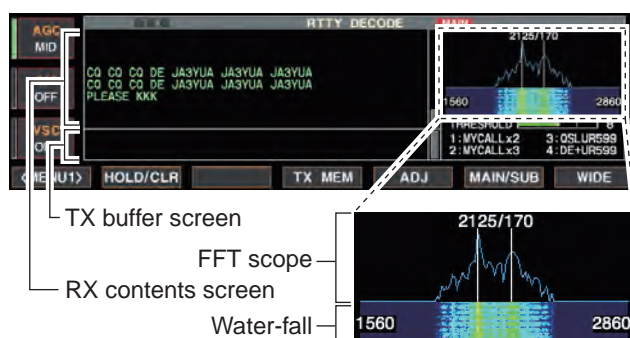 AGC
MID
RTTY DECODE
MAIN
2125/170
CQ CQ CQ DE JA3YUA JA3YUA JA3YUA
CQ CQ CQ DE JA3YUA JA3YUA JA3YUA
PLEASE KKK
OFF
1560 2860
THRESHOLD 8
VSC
1:MYCALLx2 3:QSLUR599
2:MYCALLx3 4:DE+UR599
<MENU1> HOLD/CLR TX MEM ADJ MAIN/SUB WIDE
TX buffer screen
2125/170
FFT scope
RX contents screen
Water-fall
1560 2860